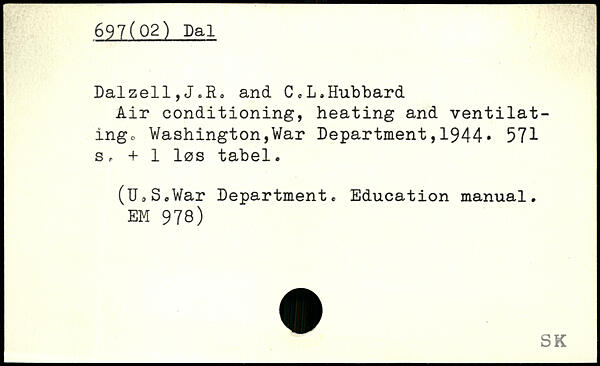 697(02) Dal
Dalzell,J.R. and C.L.Hubbard
Air conditioning, heating and ventilat-
ing. Washington,War Department,1944. 571
s. + 1 løs tabel.
(U.S.War Department. Education manual.
EM 978)
SK